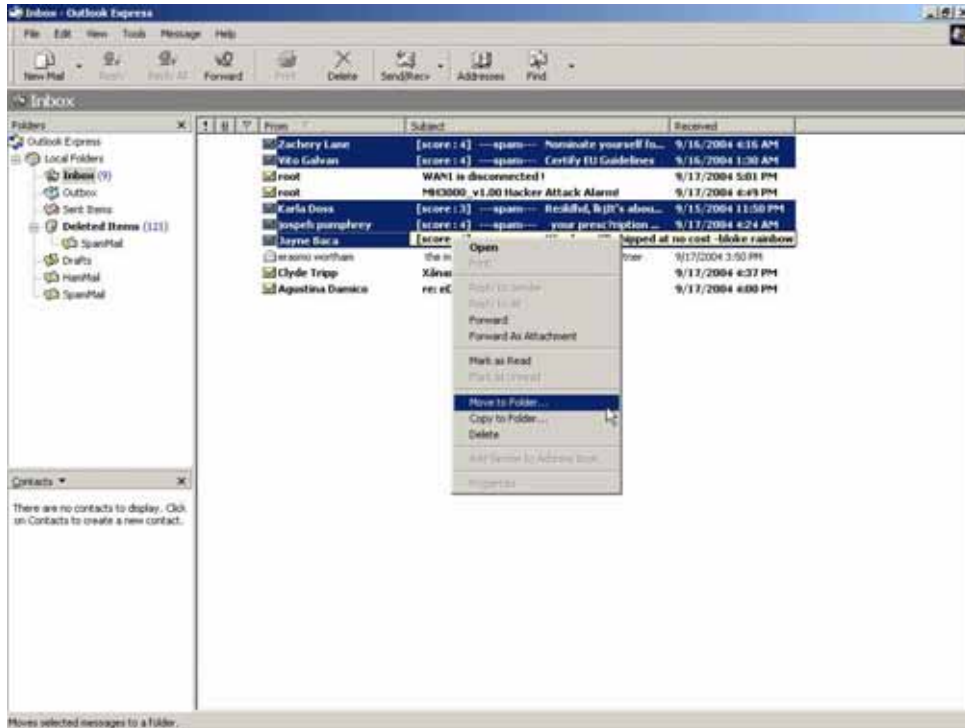 Inbox - Outlook Express
File Edit View Tools Message Help
New Mail Reply Reply All Forward Print Delete Send/Recv Addresses Find
Inbox
Folders
Outlook Express
Local Folders
Inbox (9)
Outbox
Sent Items
Deleted Items (121)
SpamMail
Drafts
HamMail
SpamMail
! From Subject Received
Zachery Lane [score : 4] ----spam---- Nominate yourself fo... 9/16/2004 4:16 AM
Vito Galvan [score : 4] ----spam---- Certify EU Guidelines 9/16/2004 1:30 AM
root WAN1 is disconnected ! 9/17/2004 5:01 PM
root MH3000_v1.00 Hacker Attack Alarm! 9/17/2004 4:49 PM
Karla Doss [score : 3] ----spam---- abou... 9/15/2004 11:50 PM
jospeh pumphrey [score : 4] ----spam---- your presc?ription ... 9/17/2004 4:24 AM
Jayne Baca [score hipped at no cost -bloke rainbow
erasmo wortham the 9/17/2004 3:50 PM
Clyde Tripp 9/17/2004 4:37 PM
Agustina Damico re: 9/17/2004 4:00 PM
Open
Print
Reply to Sender
Reply to All
Forward
Forward As Attachment
Mark as Read
Mark as Unread
Move to Folder...
Copy to Folder...
Delete
Add Sender to Address Book
Properties
Contacts
There are no contacts to display. Click
on Contacts to create a new contact.
Moves selected messages to a folder.